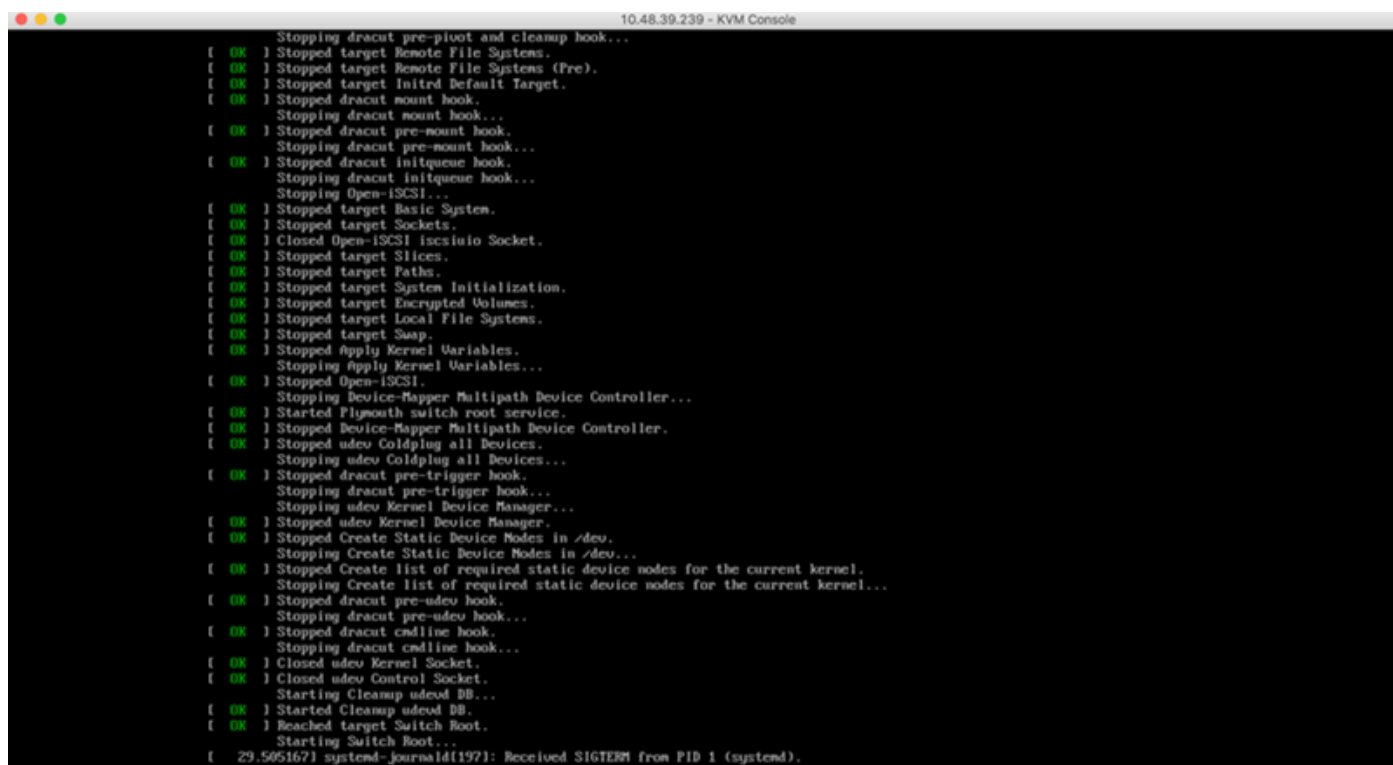 10.48.39.239 - KVM Console
Stopping dracut pre-pivot and cleanup hook...
[  OK  ] Stopped target Remote File Systems.
[  OK  ] Stopped target Remote File Systems (Pre).
[  OK  ] Stopped target Initrd Default Target.
[  OK  ] Stopped dracut mount hook.
Stopping dracut mount hook...
[  OK  ] Stopped dracut pre-mount hook.
Stopping dracut pre-mount hook...
[  OK  ] Stopped dracut initqueue hook.
Stopping dracut initqueue hook...
Stopping Open-iSCSI...
[  OK  ] Stopped target Basic System.
[  OK  ] Stopped target Sockets.
[  OK  ] Closed Open-iSCSI iscsiuio Socket.
[  OK  ] Stopped target Slices.
[  OK  ] Stopped target Paths.
[  OK  ] Stopped target System Initialization.
[  OK  ] Stopped target Encrypted Volumes.
[  OK  ] Stopped target Local File Systems.
[  OK  ] Stopped target Swap.
[  OK  ] Stopped Apply Kernel Variables.
Stopping Apply Kernel Variables...
[  OK  ] Stopped Open-iSCSI.
Stopping Device-Mapper Multipath Device Controller...
[  OK  ] Started Plymouth switch root service.
[  OK  ] Stopped Device-Mapper Multipath Device Controller.
[  OK  ] Stopped udev Coldplug all Devices.
Stopping udev Coldplug all Devices...
[  OK  ] Stopped dracut pre-trigger hook.
Stopping dracut pre-trigger hook...
Stopping udev Kernel Device Manager...
[  OK  ] Stopped udev Kernel Device Manager.
[  OK  ] Stopped Create Static Device Nodes in /dev.
Stopping Create Static Device Nodes in /dev...
[  OK  ] Stopped Create list of required static device nodes for the current kernel.
Stopping Create list of required static device nodes for the current kernel...
[  OK  ] Stopped dracut pre-udev hook.
Stopping dracut pre-udev hook...
[  OK  ] Stopped dracut cmdline hook.
Stopping dracut cmdline hook...
[  OK  ] Closed udev Kernel Socket.
[  OK  ] Closed udev Control Socket.
Starting Cleanup udevd DB...
[  OK  ] Started Cleanup udevd DB.
[  OK  ] Reached target Switch Root.
Starting Switch Root...
[   29.505167] systemd-journald[197]: Received SIGTERM from PID 1 (systemd).